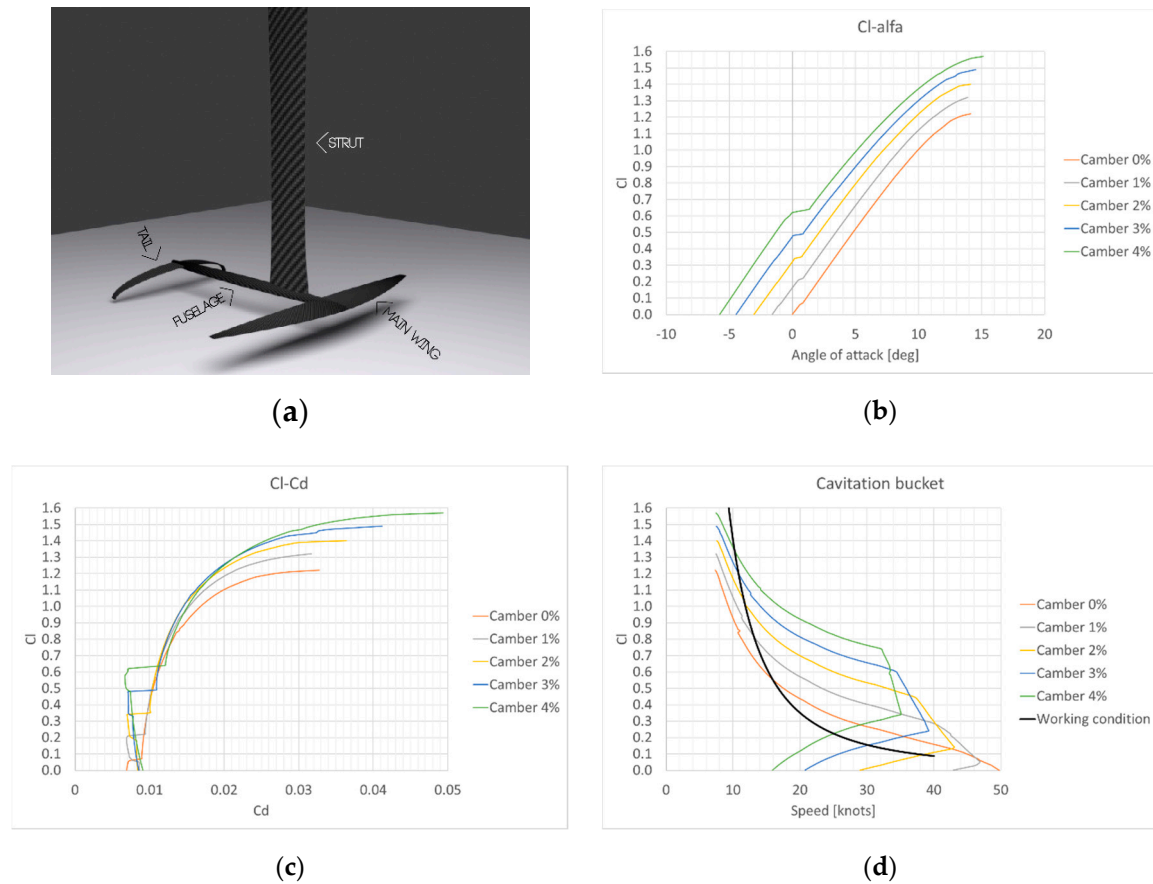 STRUT
TAIL
FUSELAGE
MAIN WING
(a)
Cl-alfa
Cl
1.6
1.5
1.4
1.3
1.2
1.1
1.0
0.9
0.8
0.7
0.6
0.5
0.4
0.3
0.2
0.1
0.0
-10 -5 0 5 10 15 20
Angle of attack [deg]
Camber 0%
Camber 1%
Camber 2%
Camber 3%
Camber 4%
(b)
Cl-Cd
Cl
1.6
1.5
1.4
1.3
1.2
1.1
1.0
0.9
0.8
0.7
0.6
0.5
0.4
0.3
0.2
0.1
0.0
0 0.01 0.02 0.03 0.04 0.05
Cd
Camber 0%
Camber 1%
Camber 2%
Camber 3%
Camber 4%
(c)
Cavitation bucket
Cl
1.6
1.5
1.4
1.3
1.2
1.1
1.0
0.9
0.8
0.7
0.6
0.5
0.4
0.3
0.2
0.1
0.0
0 10 20 30 40 50
Speed [knots]
Camber 0%
Camber 1%
Camber 2%
Camber 3%
Camber 4%
Working condition
(d)